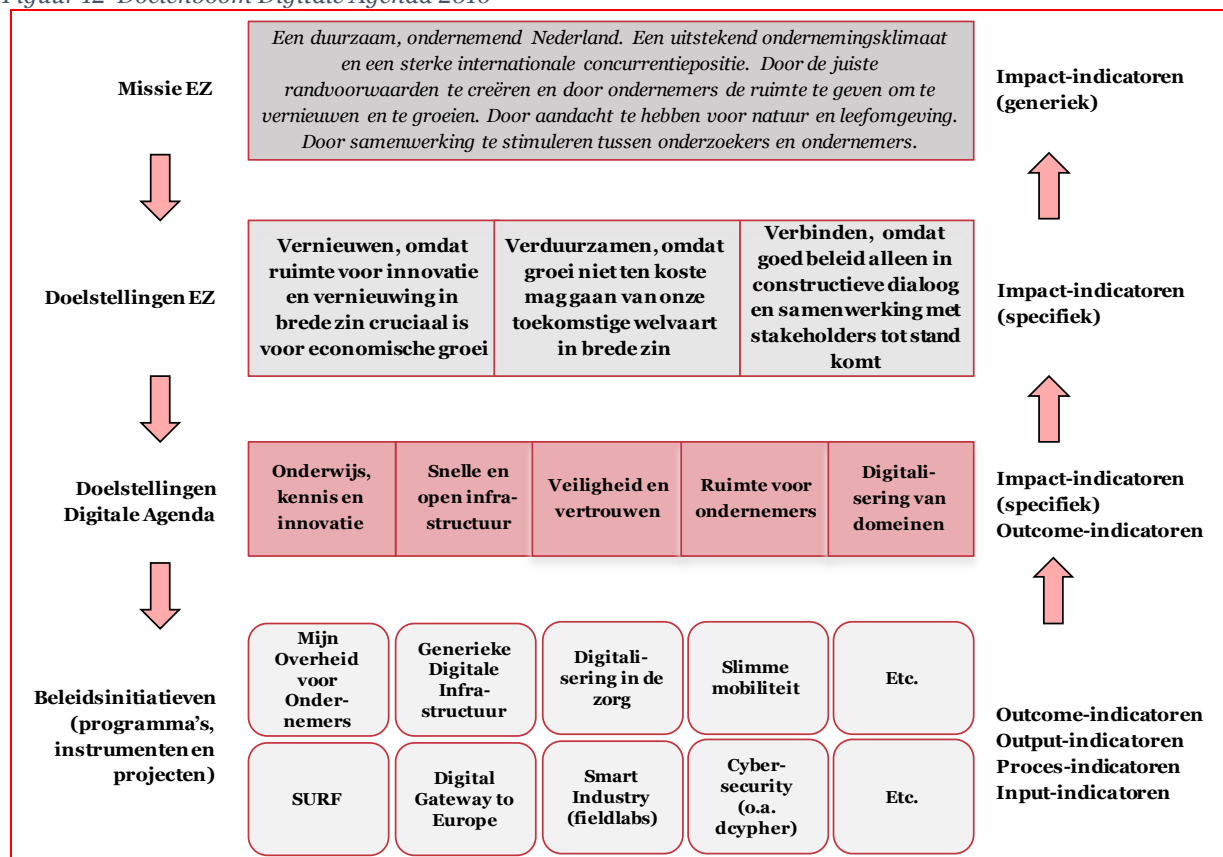 Figuur 12 Doelenboom Digitale Agenda 2016
Missie EZ
Een duurzaam, ondernemend Nederland. Een uitstekend ondernemingsklimaat
en een sterke internationale concurrentiepositie. Door de juiste
randvoorwaarden te creëren en door ondernemers de ruimte te geven om te
vernieuwen en te groeien. Door aandacht te hebben voor natuur en leefomgeving.
Door samenwerking te stimuleren tussen onderzoekers en ondernemers.
Impact-indicatoren
(generiek)
Doelstellingen EZ
Vernieuwen, omdat
ruimte voor innovatie
en vernieuwing in
brede zin cruciaal is
voor economische groei
Verduurzamen, omdat
groei niet ten koste
mag gaan van onze
toekomstige welvaart
in brede zin
Verbinden, omdat
goed beleid alleen in
constructieve dialoog
en samenwerking met
stakeholders tot stand
komt
Impact-indicatoren
(specifiek)
Doelstellingen
Digitale Agenda
Onderwijs,
kennis en
innovatie
Snelle en
open infra-
structuur
Veiligheid en
vertrouwen
Ruimte voor
ondernemers
Digitali-
sering van
domeinen
Impact-indicatoren
(specifiek)
Outcome-indicatoren
Beleidsinitiatieven
(programma's,
instrumenten en
projecten)
Mijn
Overheid
voor
Onder-
nemers
Generieke
Digitale
Infra-
structuur
Digitali-
sering in de
zorg
Slimme
mobiliteit
Etc.
SURF
Digital
Gateway to
Europe
Smart
Industry
(fieldlabs)
Cyber-
security
(o.a.
dcypher)
Etc.
Outcome-indicatoren
Output-indicatoren
Proces-indicatoren
Input-indicatoren